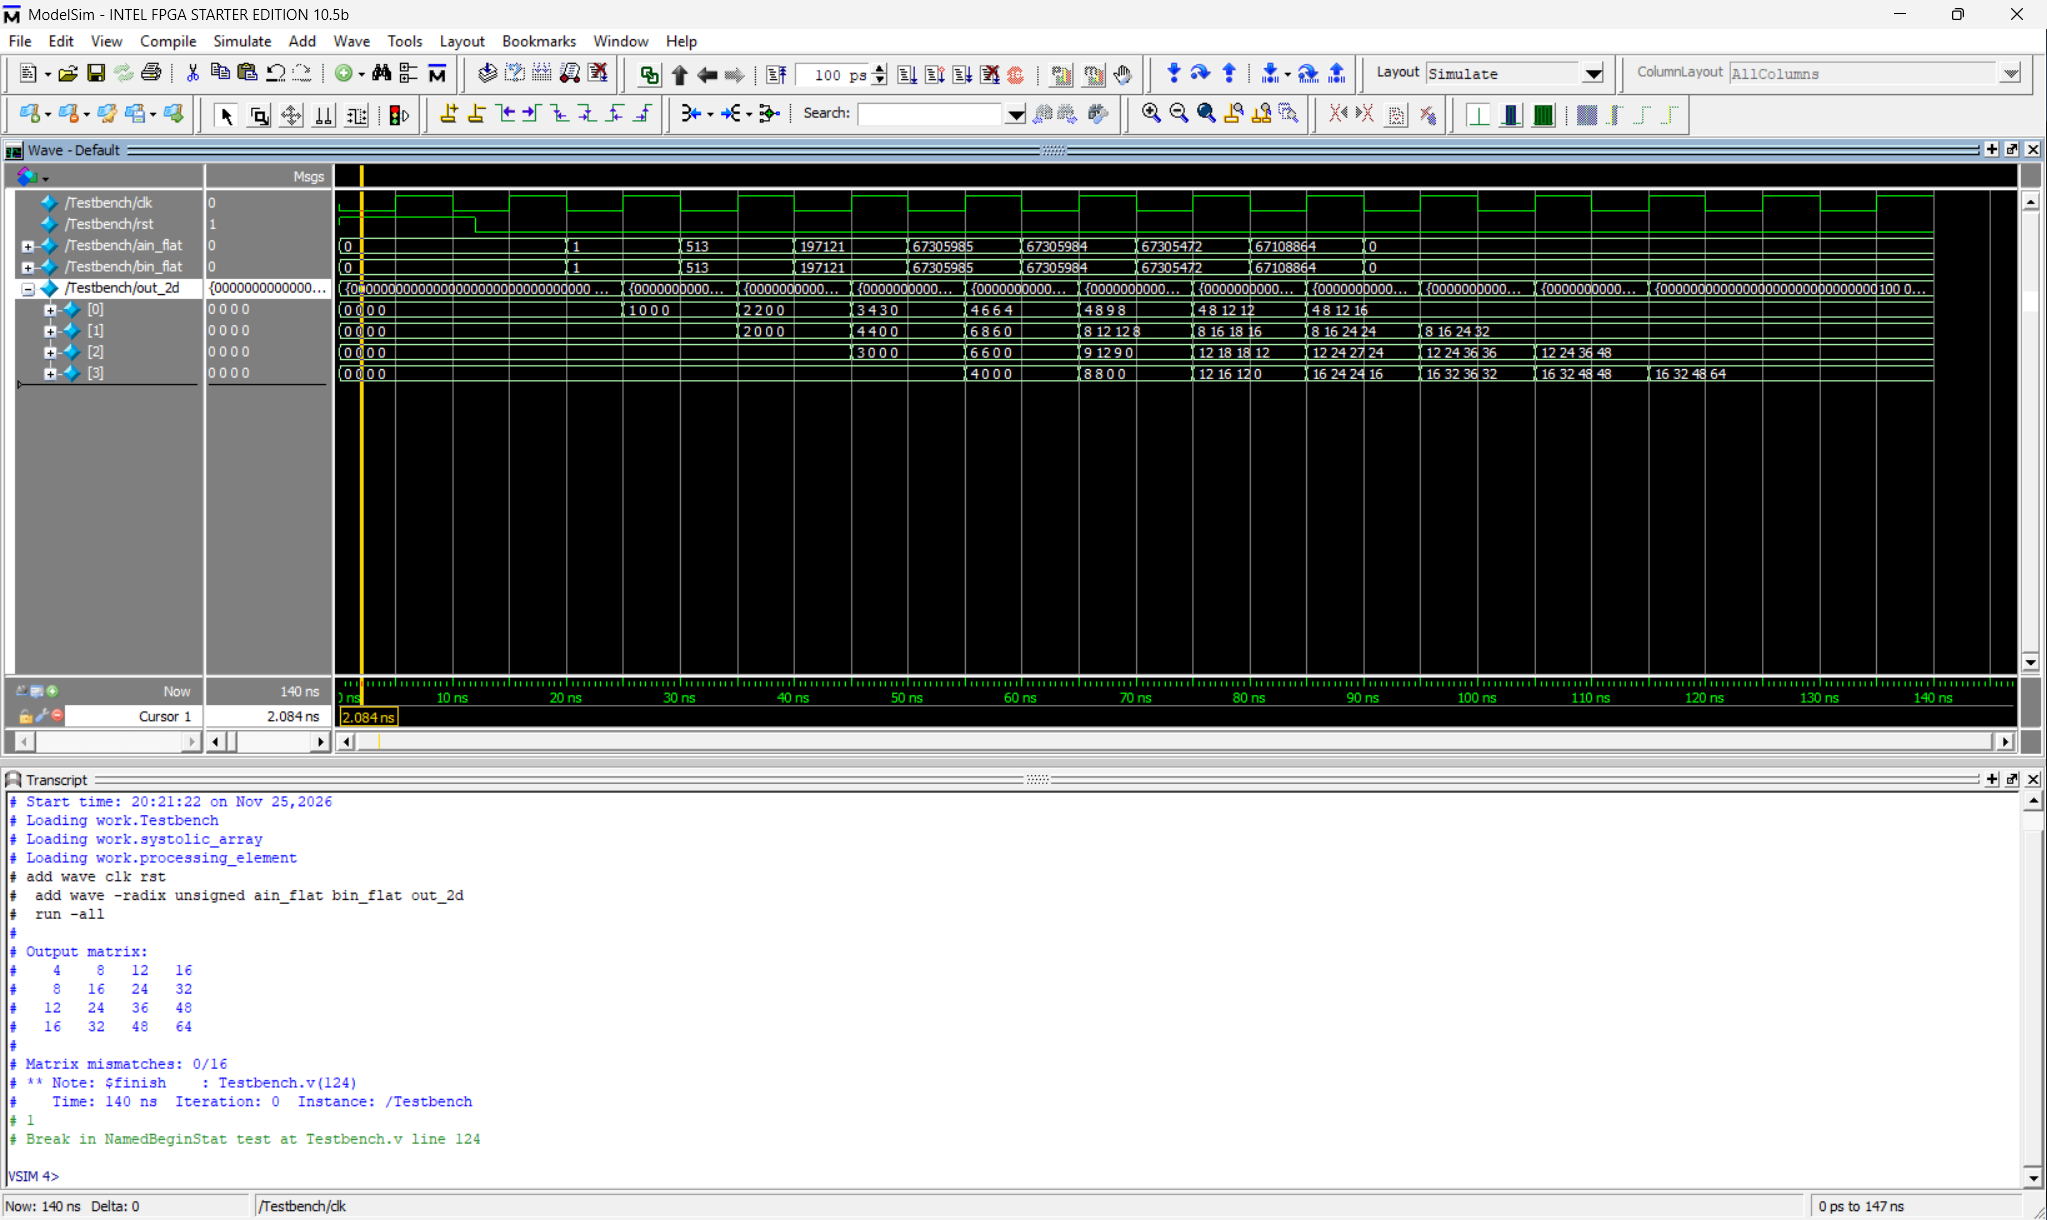 ModelSim - INTEL FPGA STARTER EDITION 10.5b
File Edit View Compile Simulate Add Wave Tools Layout Bookmarks Window Help
100 ps
Layout Simulate
ColumnLayout AllColumns
Search:
Wave - Default
Msgs
/Testbench/clk 0
/Testbench/rst 1
/Testbench/ain_flat 0 0 1 513 197121 67305985 67305984 67305472 67108864 0
/Testbench/bin_flat 0 0 1 513 197121 67305985 67305984 67305472 67108864 0
/Testbench/out_2d {0000000000000... {0000000000... {0000000000... {0000000000... {0000000000... {0000000000... {0000000000... {0000000000... {0000000000... {0000000000...
[0] 0 0 0 0 0 0 0 0 1 0 0 0 2 2 0 0 3 4 3 0 4 6 6 4 4 8 9 8 4 8 12 12 4 8 12 16
[1] 0 0 0 0 0 0 0 0 2 0 0 0 4 4 0 0 6 8 6 0 8 12 12 8 8 16 18 16 8 16 24 24 8 16 24 32
[2] 0 0 0 0 0 0 0 0 3 0 0 0 6 6 0 0 9 12 9 0 12 18 18 12 12 24 27 24 12 24 36 36 12 24 36 48
[3] 0 0 0 0 0 0 0 0 4 0 0 0 8 8 0 0 12 16 12 0 16 24 24 16 16 32 36 32 16 32 48 48 16 32 48 64
Now 140 ns
10 ns 20 ns 30 ns 40 ns 50 ns 60 ns 70 ns 80 ns 90 ns 100 ns 110 ns 120 ns 130 ns 140 ns
Cursor 1 2.084 ns 2.084 ns
Transcript
# Start time: 20:21:22 on Nov 25,2026
# Loading work.Testbench
# Loading work.systolic_array
# Loading work.processing_element
# add wave clk rst
# add wave -radix unsigned ain_flat bin_flat out_2d
# run -all
#
# Output matrix:
# 4 8 12 16
# 8 16 24 32
# 12 24 36 48
# 16 32 48 64
#
# Matrix mismatches: 0/16
# ** Note: $finish : Testbench.v(124)
# Time: 140 ns Iteration: 0 Instance: /Testbench
# 1
# Break in NamedBeginStat test at Testbench.v line 124
VSIM 4>
Now: 140 ns Delta: 0
/Testbench/clk
0 ps to 147 ns